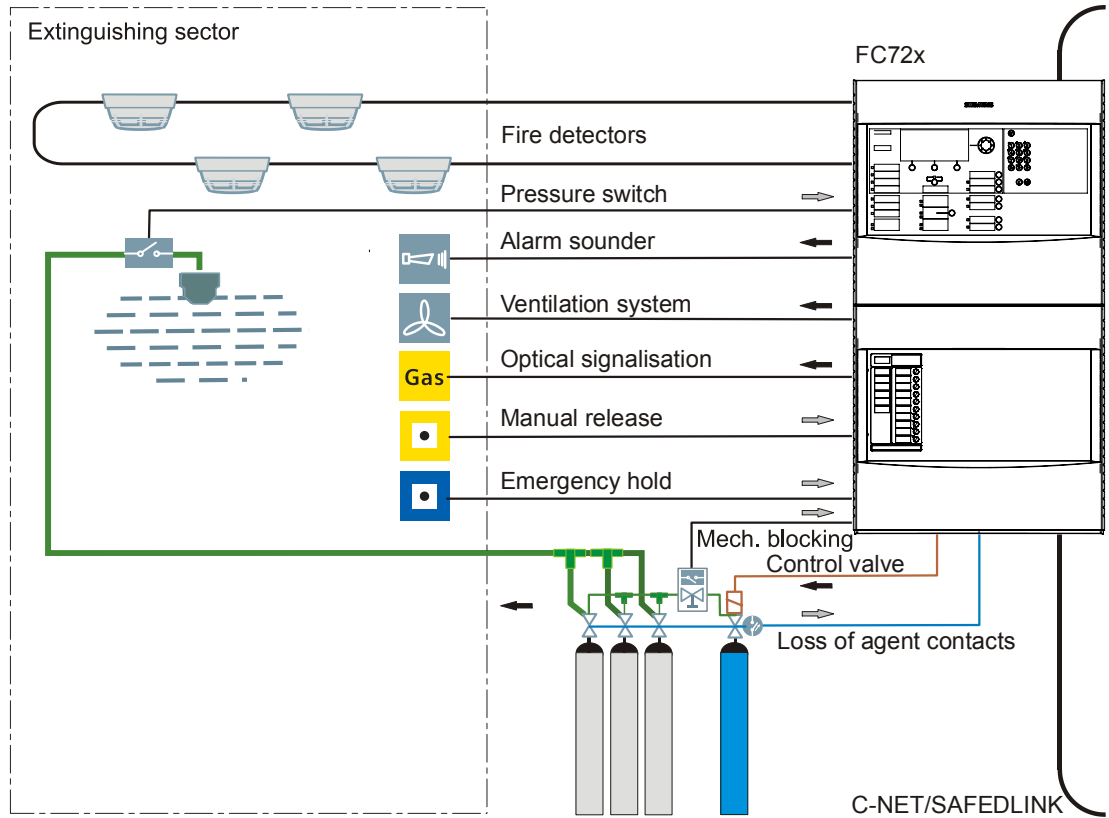 Extinguishing sector
FC72x
SIEMENS
Fire detectors
Pressure switch
Alarm sounder
Ventilation system
Optical signalisation
Gas
Manual release
Emergency hold
Mech. blocking
Control valve
Loss of agent contacts
C-NET/SAFEDLINK